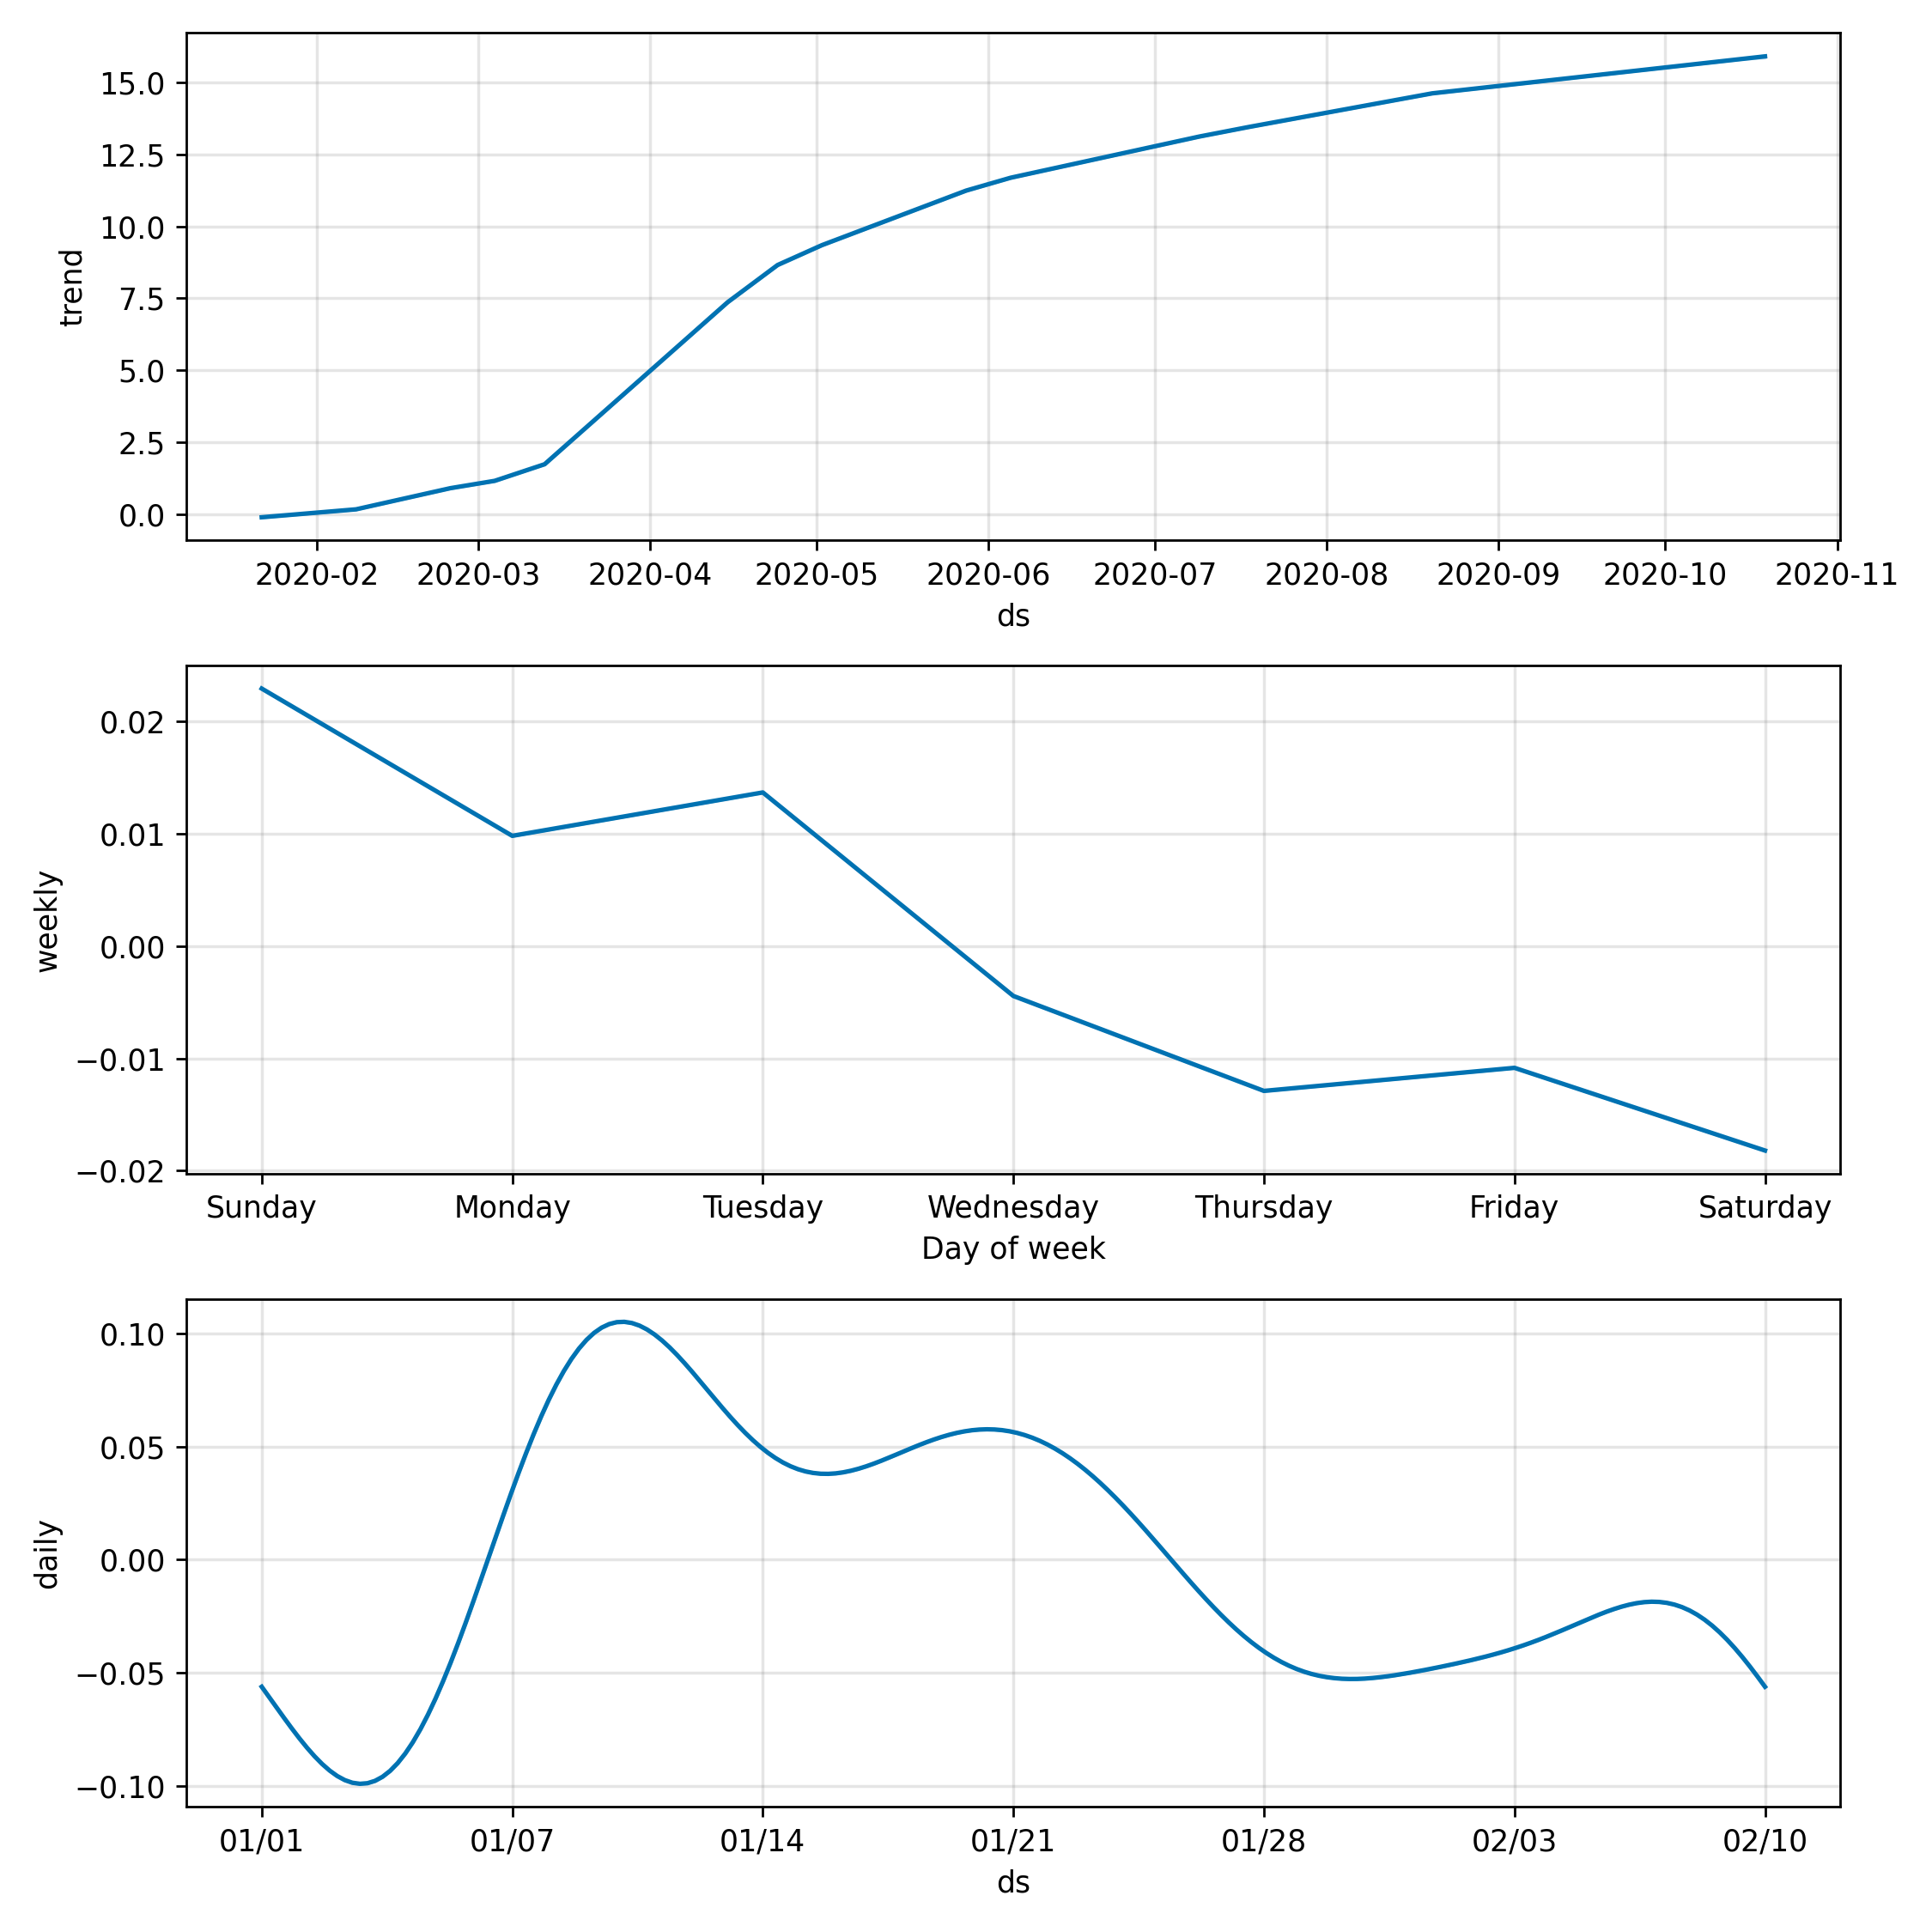 15.0
12.5
10.0
7.5
5.0
2.5
0.0
trend
2020-02 2020-03 2020-04 2020-05 2020-06 2020-07 2020-08 2020-09 2020-10 2020-11
ds
0.02
0.01
0.00
−0.01
−0.02
weekly
Sunday Monday Tuesday Wednesday Thursday Friday Saturday
Day of week
0.10
0.05
0.00
−0.05
−0.10
daily
01/01 01/07 01/14 01/21 01/28 02/03 02/10
ds